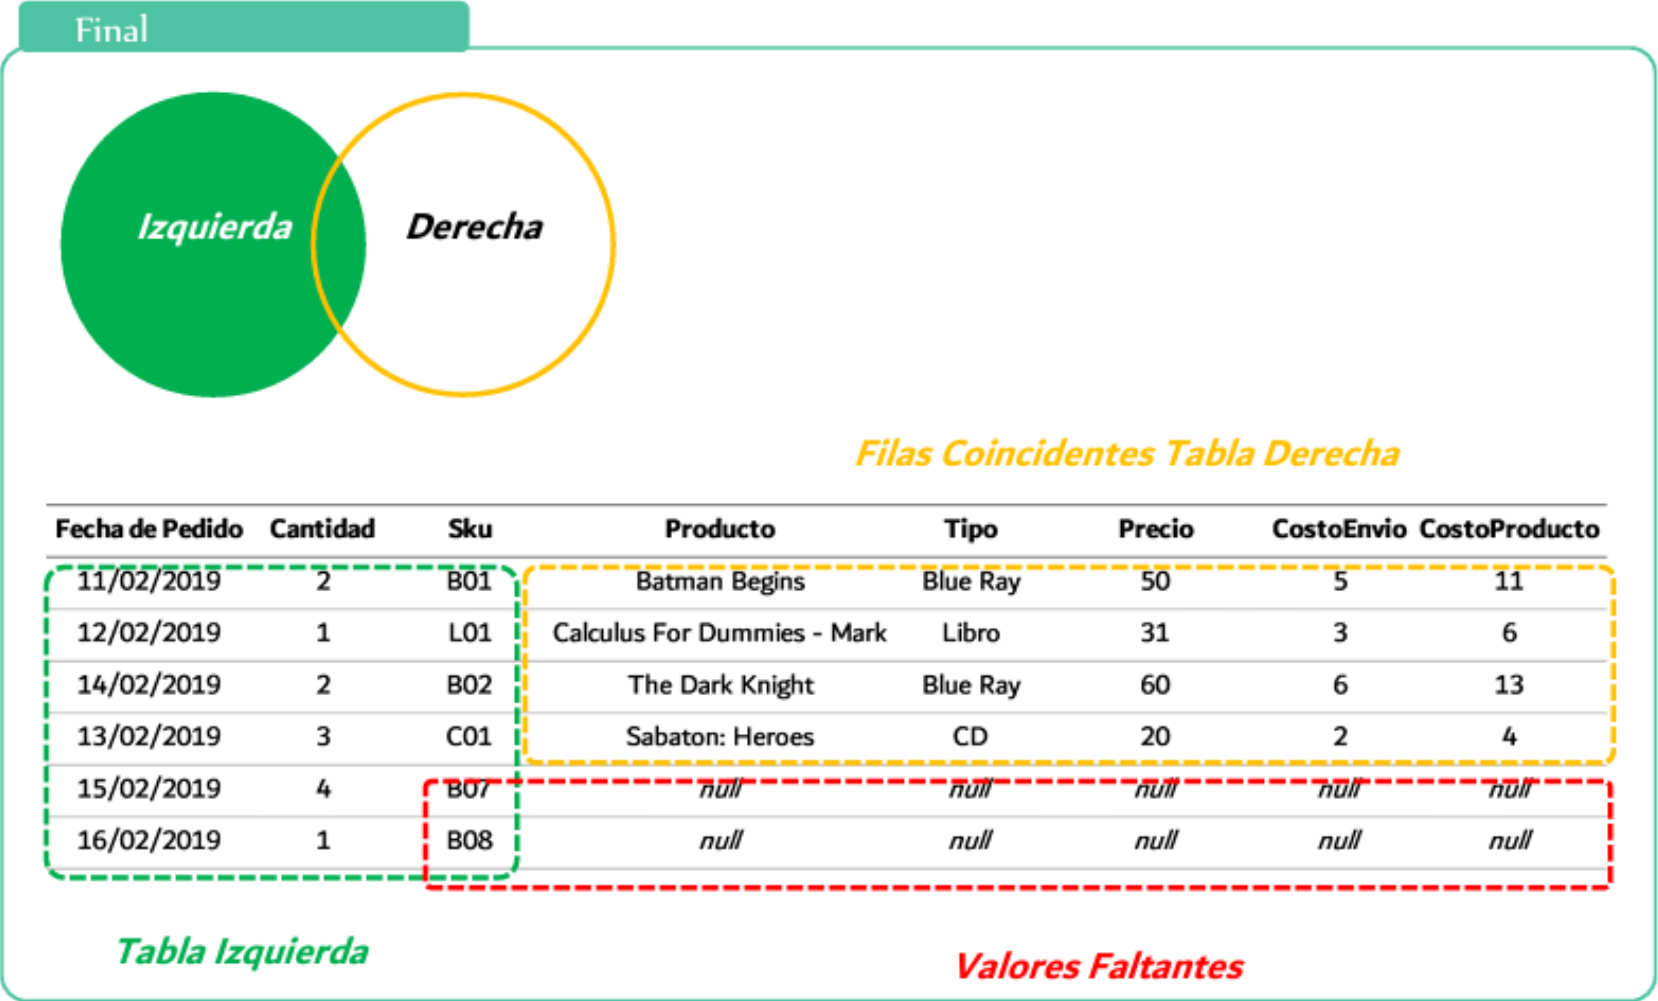 Final
Izquierda Derecha
Filas Coincidentes Tabla Derecha
Fecha de Pedido Cantidad Sku Producto Tipo Precio CostoEnvio CostoProducto
11/02/2019 2 B01 Batman Begins Blue Ray 50 5 11
12/02/2019 1 L01 Calculus For Dummies - Mark Libro 31 3 6
14/02/2019 2 B02 The Dark Knight Blue Ray 60 6 13
13/02/2019 3 C01 Sabaton: Heroes CD 20 2 4
15/02/2019 4 B07 null null null null null
16/02/2019 1 B08 null null null null null
Tabla Izquierda
Valores Faltantes